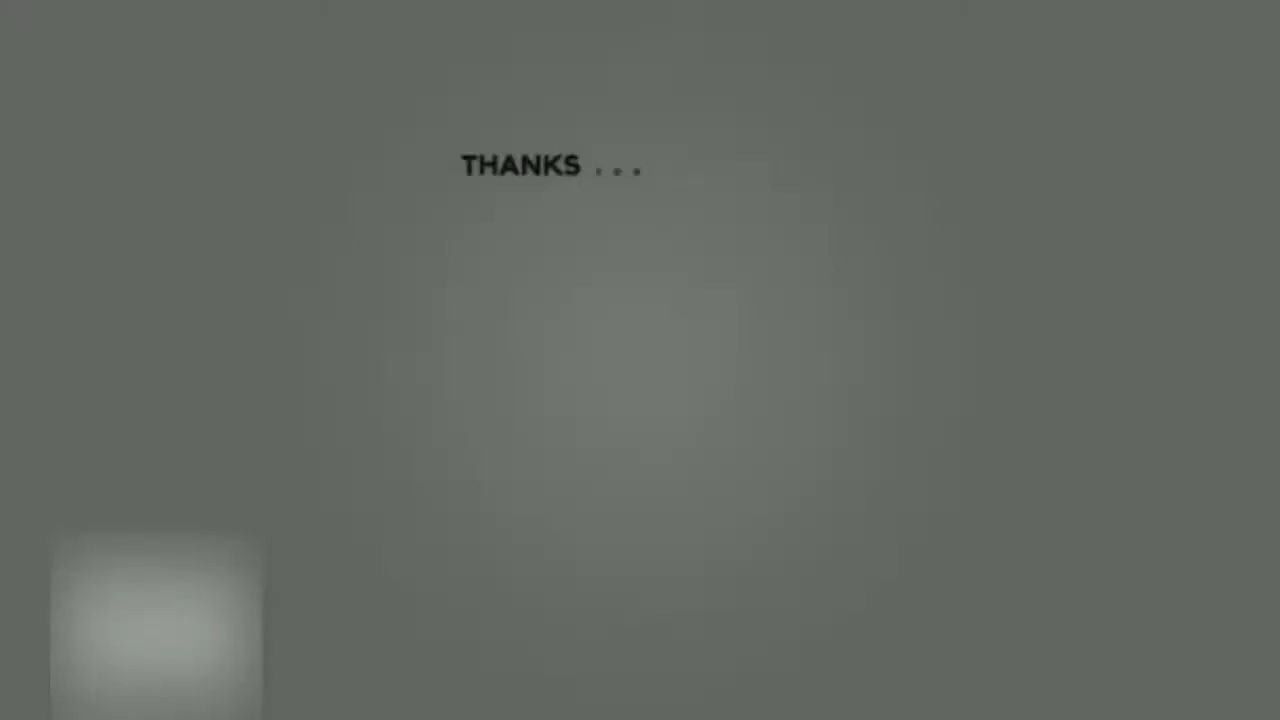 THANKS . . .